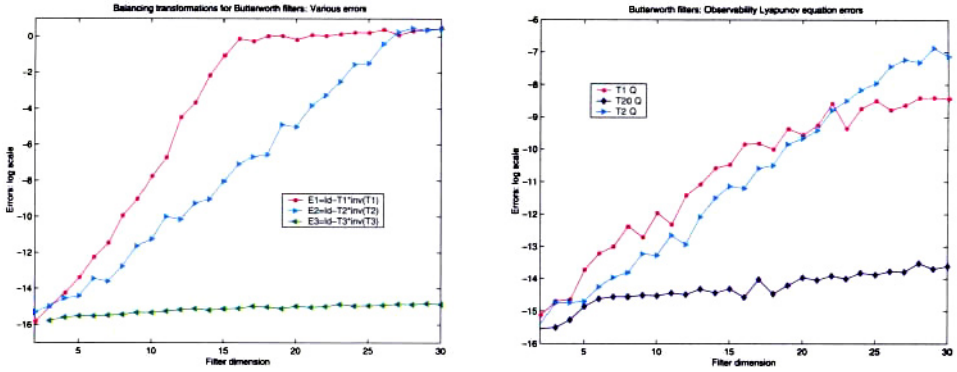 Balancing transformations for Butterworth filters: Various errors
Errors: log scale
0
−2
−4
−6
−8
−10
−12
−14
−16
E1=Id−T1*inv(T1)
E2=Id−T2*inv(T2)
E3=Id−T3*inv(T3)
5
10
15
20
25
30
Filter dimension
Butterworth filters: Observability Lyapunov equation errors
Errors: log scale
−6
−7
−8
−9
−10
−11
−12
−13
−14
−15
−16
T1 Q
T20 Q
T2 Q
5
10
15
20
25
30
Filter dimension